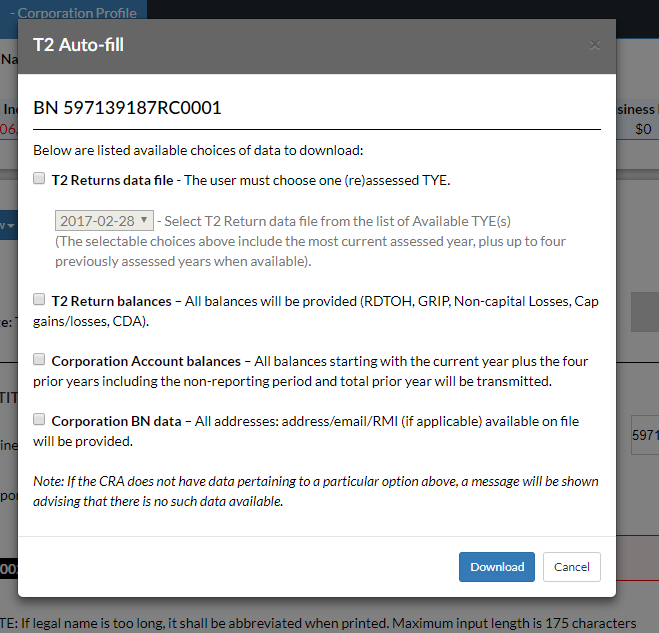 - Corporation Profile
T2 Auto-fill
×
Na
BN 597139187RC0001
In
siness
06
$0
Below are listed available choices of data to download:
T2 Returns data file - The user must choose one (re)assessed TYE.
2017-02-28 ▼ - Select T2 Return data file from the list of Available TYE(s)
(The selectable choices above include the most current assessed year, plus up to four
previously assessed years when available).
T2 Return balances – All balances will be provided (RDTOH, GRIP, Non-capital Losses, Cap
gains/losses, CDA).
te:
Corporation Account balances – All balances starting with the current year plus the four
prior years including the non-reporting period and total prior year will be transmitted.
TIT
Corporation BN data – All addresses: address/email/RMI (if applicable) available on file
will be provided.
ine
5971
Note: If the CRA does not have data pertaining to a particular option above, a message will be shown
advising that there is no such data available.
por
Download
Cancel
00
TE: If legal name is too long, it shall be abbreviated when printed. Maximum input length is 175 characters